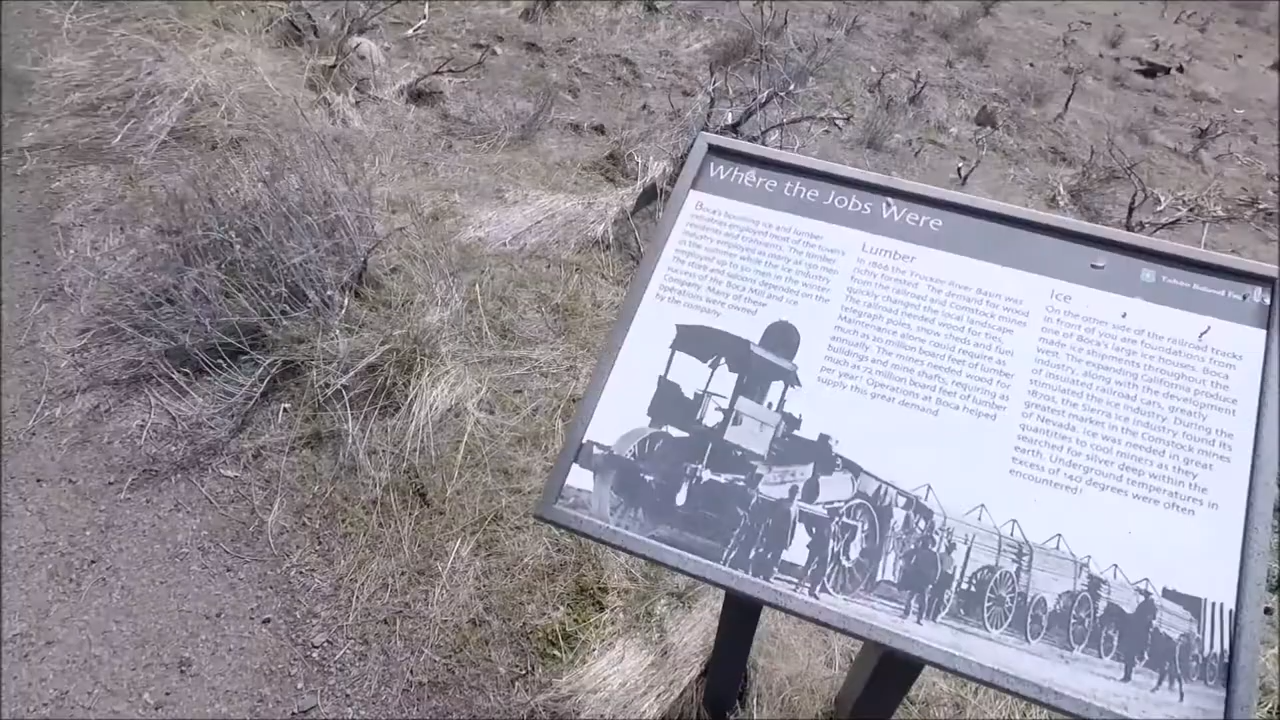 Where the Jobs Were
Boca's booming ice and lumber
industries employed most of the town's
residents and transients. The lumber
industry employed as many as 150 men
in the summer while the ice industry
employed up to 90 men in the winter.
The store and saloons depended on the
success of the Boca Mill and Ice
Company. Many of these
operations were owned
by the company.
Lumber
In 1866 the Truckee River Basin was
richly forested. The demand for wood
from the railroad and Comstock mines
quickly changed the local landscape.
The railroad needed wood for ties,
telegraph poles, snow sheds and fuel.
Maintenance alone could require as
much as 20 million board feet of lumber
annually. The mines needed wood for
buildings and mine shafts, requiring as
much as 72 million board feet of lumber
per year! Operations at Boca helped
supply this great demand
Tahoe National
Ice
On the other side of the railroad tracks
in front of you are foundations from
one of Boca's large ice houses. Boca
made ice shipments throughout the
West. The expanding California produce
industry, along with the development
of insulated railroad cars, greatly
stimulated the ice industry. During the
1870s, the Sierra ice industry found its
greatest market in the Comstock mines
of Nevada. Ice was needed in great
quantities to cool miners as they
searched for silver deep within the
earth. Underground temperatures in
excess of 140 degrees were often
encountered!